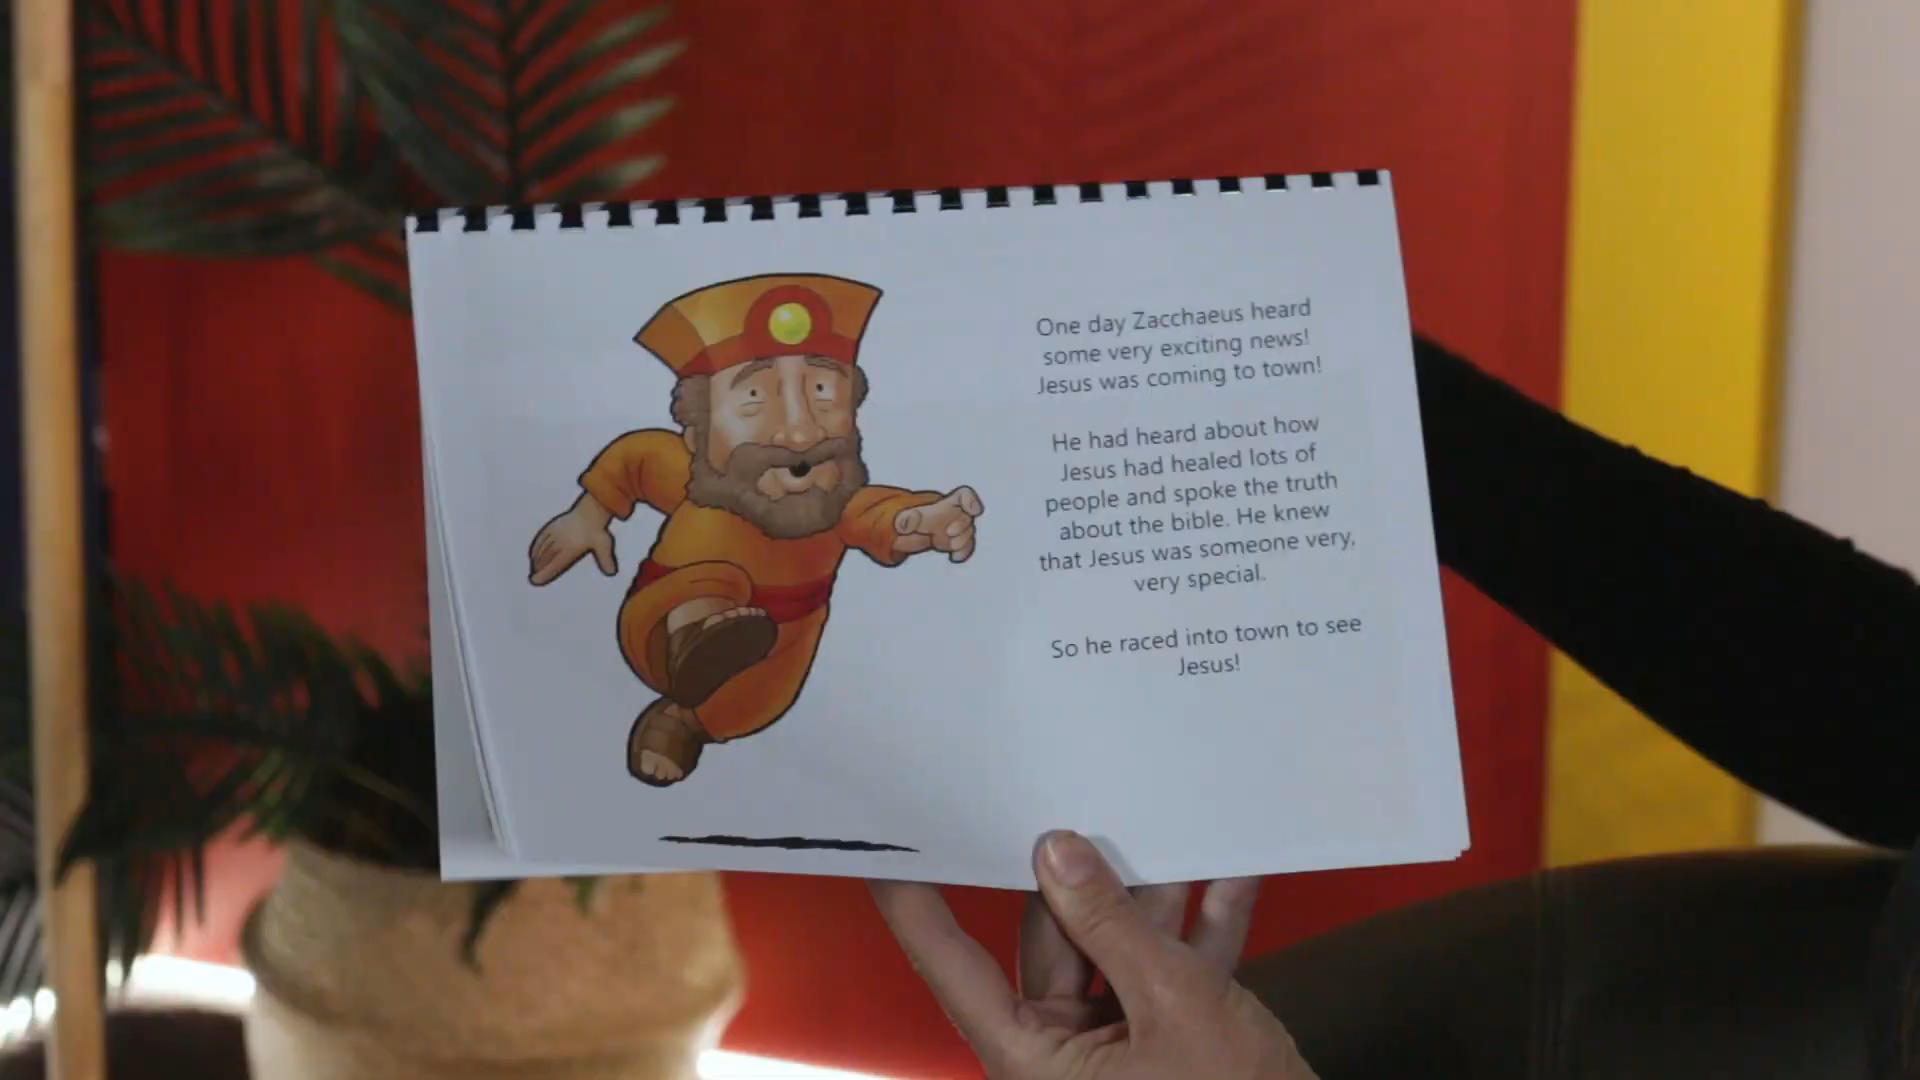 One day Zacchaeus heard
some very exciting news!
Jesus was coming to town!
He had heard about how
Jesus had healed lots of
people and spoke the truth
about the bible. He knew
that Jesus was someone very,
very special.
So he raced into town to see
Jesus!